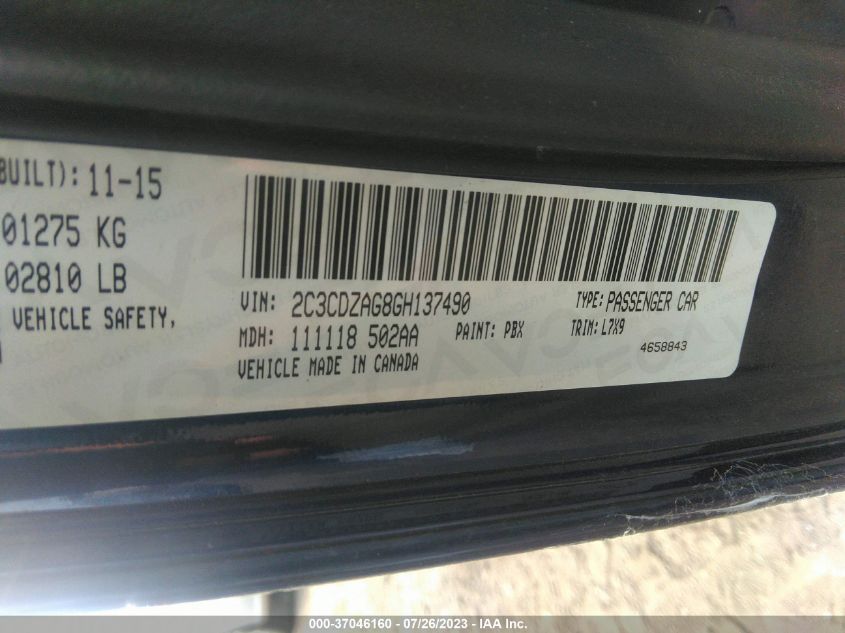 BUILT): 11-15
01275 KG
02810 LB
VEHICLE SAFETY,
VIN: 2C3CDZAG8GH137490
TYPE: PASSENGER CAR
MDH: 111118 502AA
PAINT: PBX
TRIM: L7X9
VEHICLE MADE IN CANADA
4658843
000-37046160 - 07/26/2023 - IAA Inc.